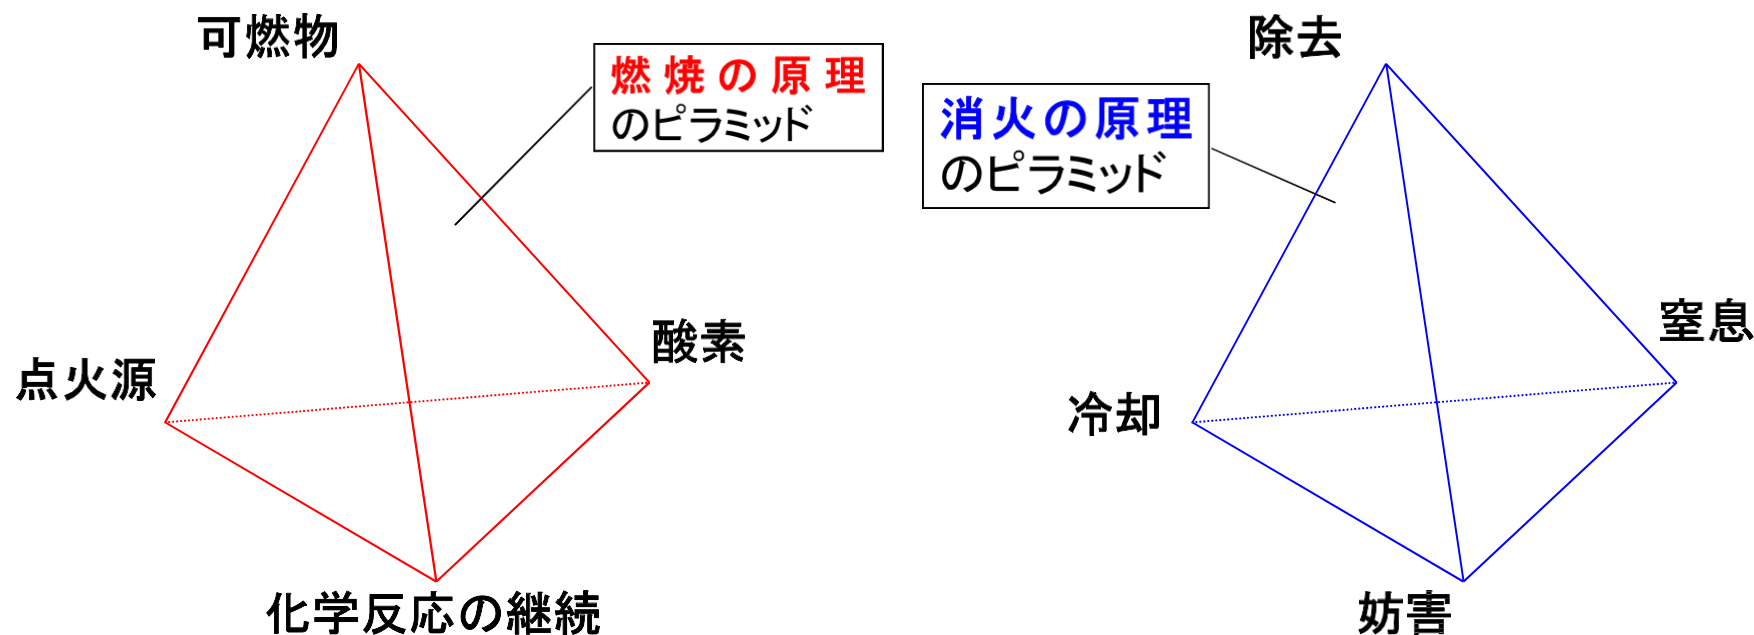 可燃物
燃焼の原理
のピラミッド
点火源
酸素
化学反応の継続
除去
消火の原理
のピラミッド
窒息
冷却
妨害